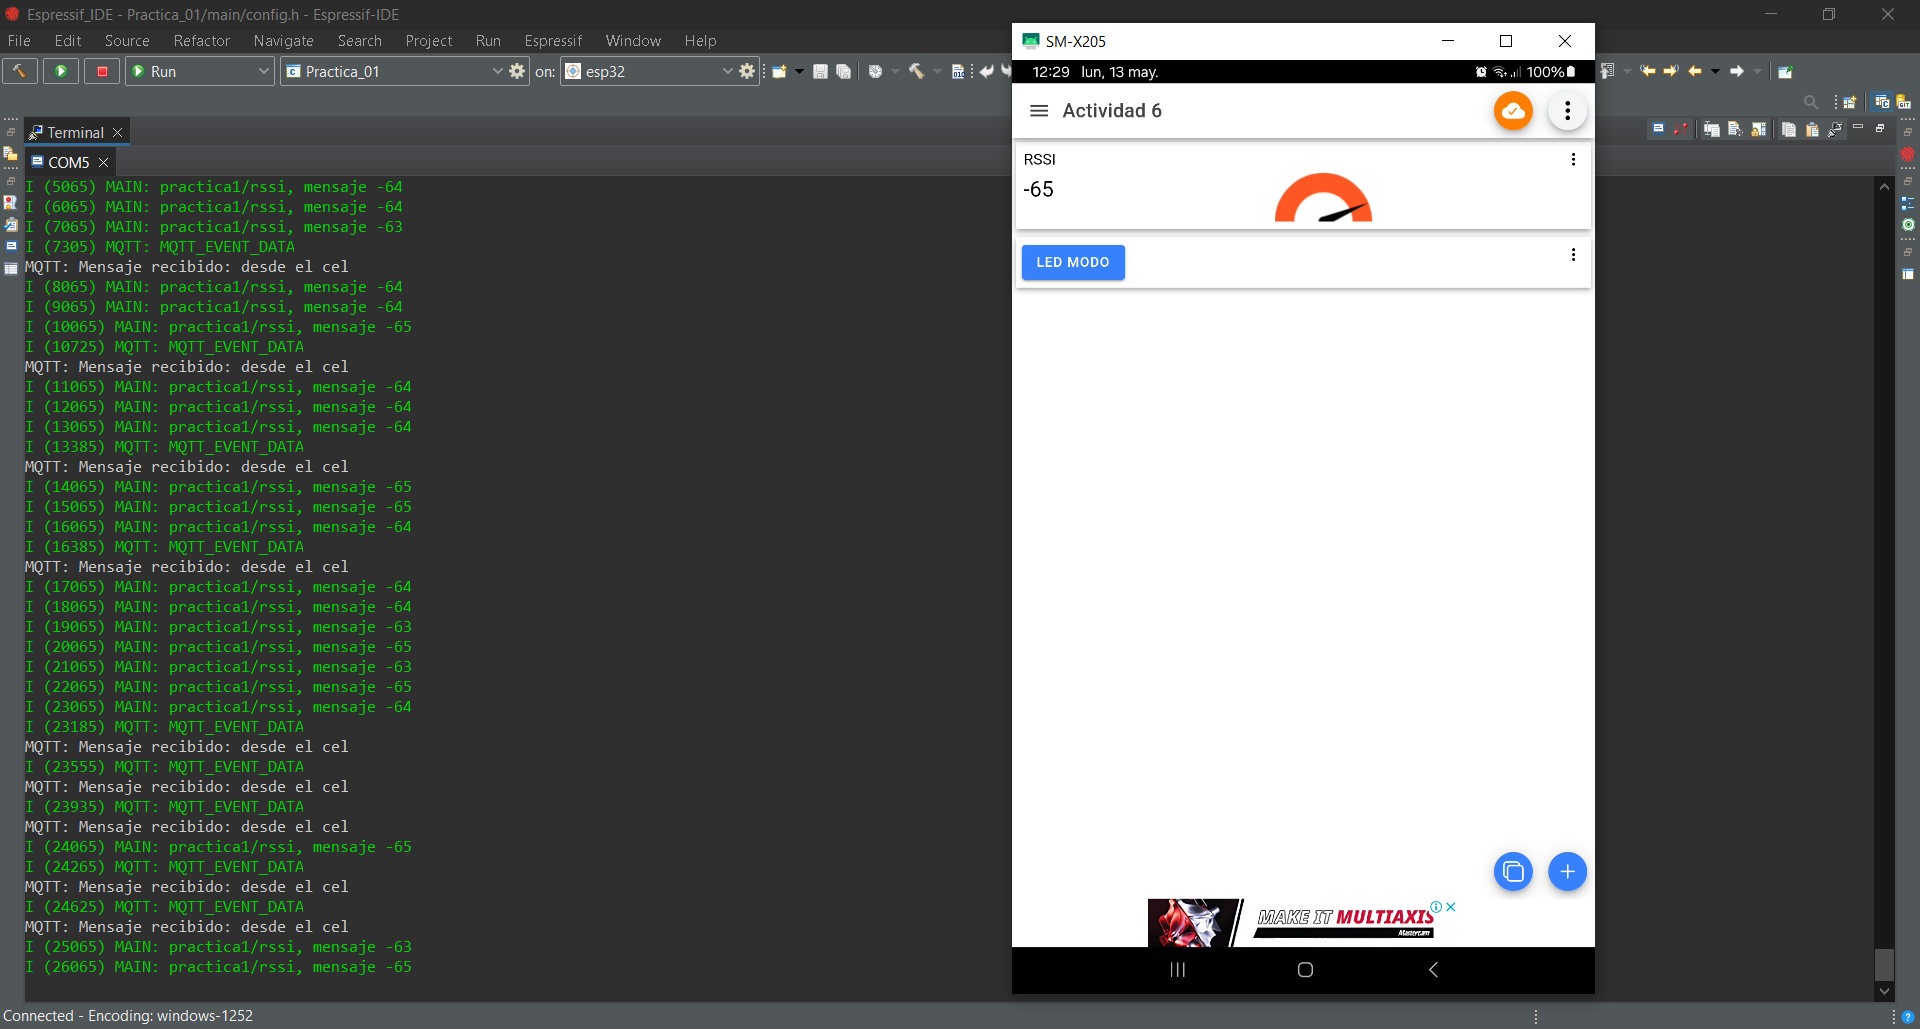 Espressif_IDE - Practica_01/main/config.h - Espressif-IDE
File Edit Source Refactor Navigate Search Project Run Espressif Window Help
Run Practica_01 on: esp32
Terminal
COM5
I (5065) MAIN: practica1/rssi, mensaje -64
I (6065) MAIN: practica1/rssi, mensaje -64
I (7065) MAIN: practica1/rssi, mensaje -63
I (7305) MQTT: MQTT_EVENT_DATA
MQTT: Mensaje recibido: desde el cel
I (8065) MAIN: practica1/rssi, mensaje -64
I (9065) MAIN: practica1/rssi, mensaje -64
I (10065) MAIN: practica1/rssi, mensaje -65
I (10725) MQTT: MQTT_EVENT_DATA
MQTT: Mensaje recibido: desde el cel
I (11065) MAIN: practica1/rssi, mensaje -64
I (12065) MAIN: practica1/rssi, mensaje -64
I (13065) MAIN: practica1/rssi, mensaje -64
I (13385) MQTT: MQTT_EVENT_DATA
MQTT: Mensaje recibido: desde el cel
I (14065) MAIN: practica1/rssi, mensaje -65
I (15065) MAIN: practica1/rssi, mensaje -65
I (16065) MAIN: practica1/rssi, mensaje -64
I (16385) MQTT: MQTT_EVENT_DATA
MQTT: Mensaje recibido: desde el cel
I (17065) MAIN: practica1/rssi, mensaje -64
I (18065) MAIN: practica1/rssi, mensaje -64
I (19065) MAIN: practica1/rssi, mensaje -63
I (20065) MAIN: practica1/rssi, mensaje -65
I (21065) MAIN: practica1/rssi, mensaje -63
I (22065) MAIN: practica1/rssi, mensaje -65
I (23065) MAIN: practica1/rssi, mensaje -64
I (23185) MQTT: MQTT_EVENT_DATA
MQTT: Mensaje recibido: desde el cel
I (23555) MQTT: MQTT_EVENT_DATA
MQTT: Mensaje recibido: desde el cel
I (23935) MQTT: MQTT_EVENT_DATA
MQTT: Mensaje recibido: desde el cel
I (24065) MAIN: practica1/rssi, mensaje -65
I (24265) MQTT: MQTT_EVENT_DATA
MQTT: Mensaje recibido: desde el cel
I (24625) MQTT: MQTT_EVENT_DATA
MQTT: Mensaje recibido: desde el cel
I (25065) MAIN: practica1/rssi, mensaje -63
I (26065) MAIN: practica1/rssi, mensaje -65
Connected - Encoding: windows-1252
SM-X205
12:29 lun, 13 may. 100%
Actividad 6
RSSI
-65
LED MODO
MAKE IT MULTIAXIS
Mastercam